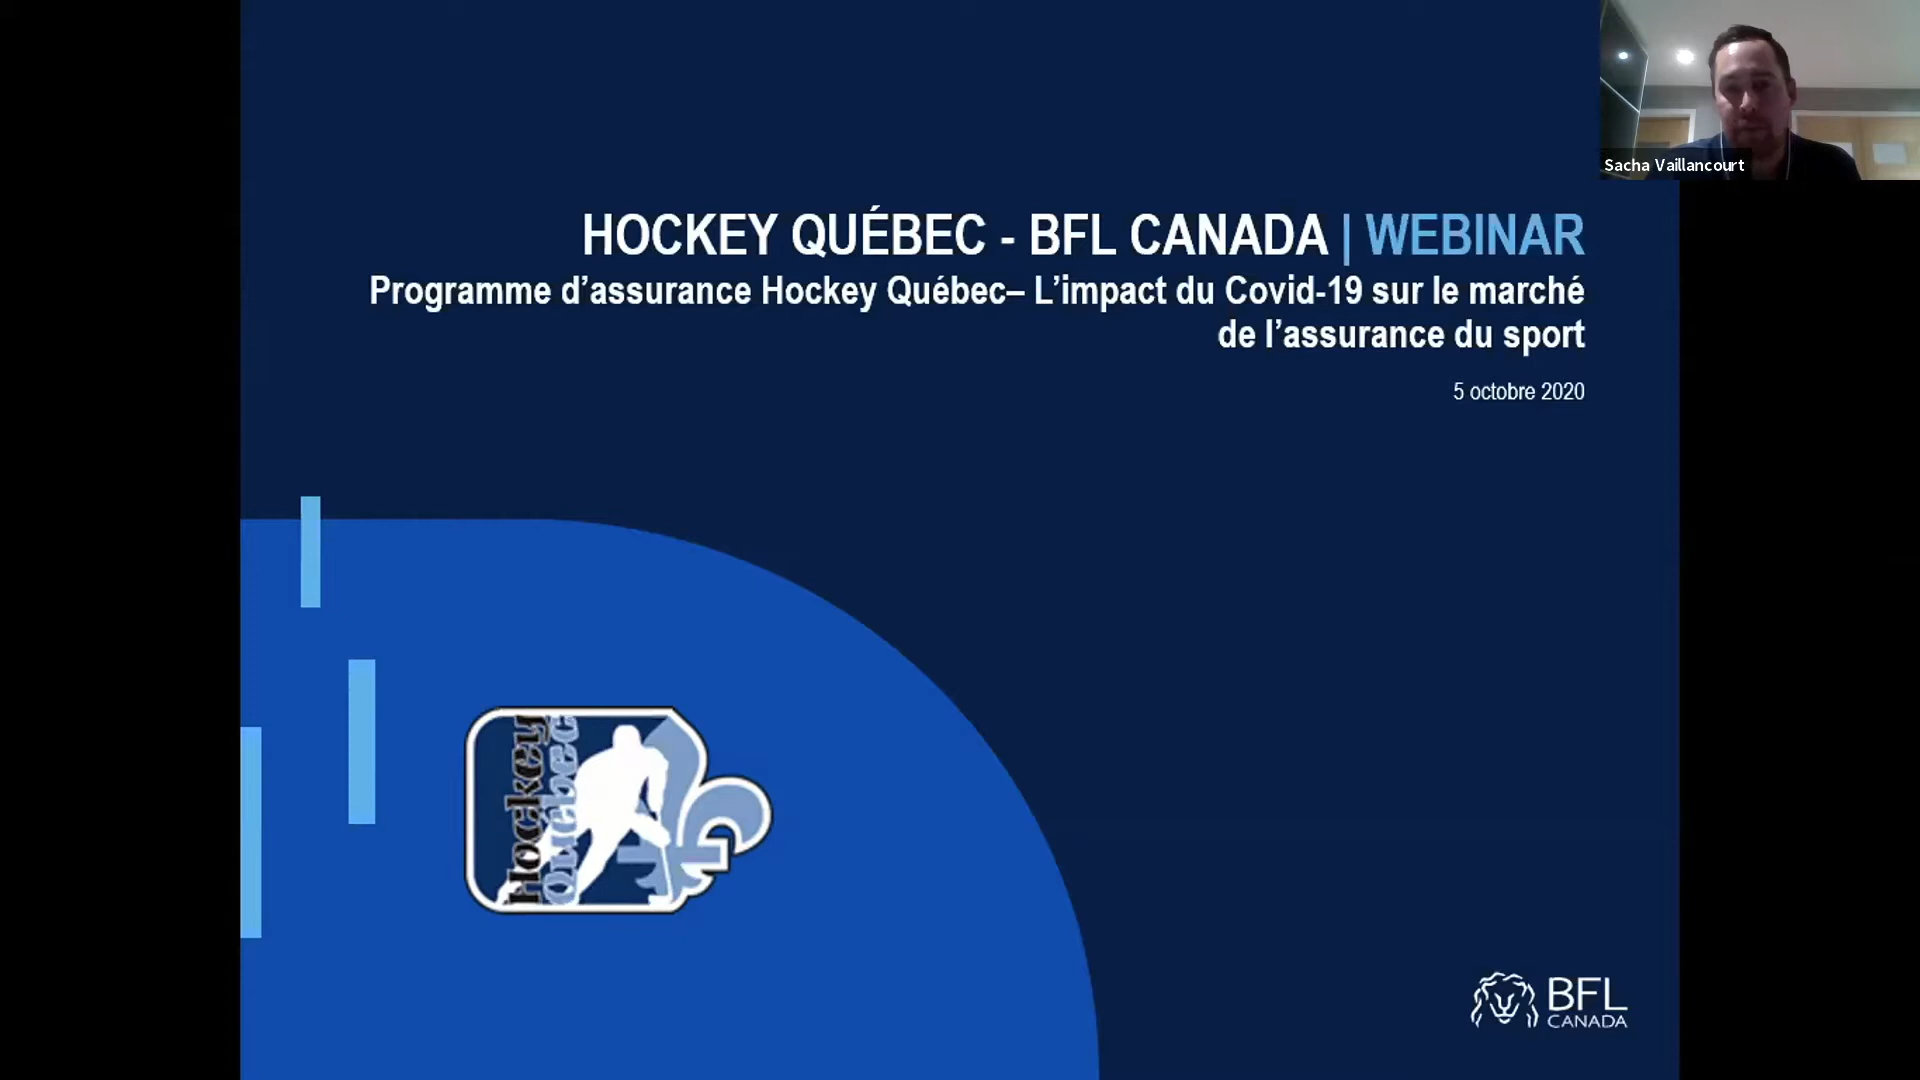 Sacha Vaillancourt
HOCKEY QUÉBEC - BFL CANADA | WEBINAR
Programme d’assurance Hockey Québec– L’impact du Covid-19 sur le marché
de l’assurance du sport
5 octobre 2020
Hockey
Québec
BFL
CANADA